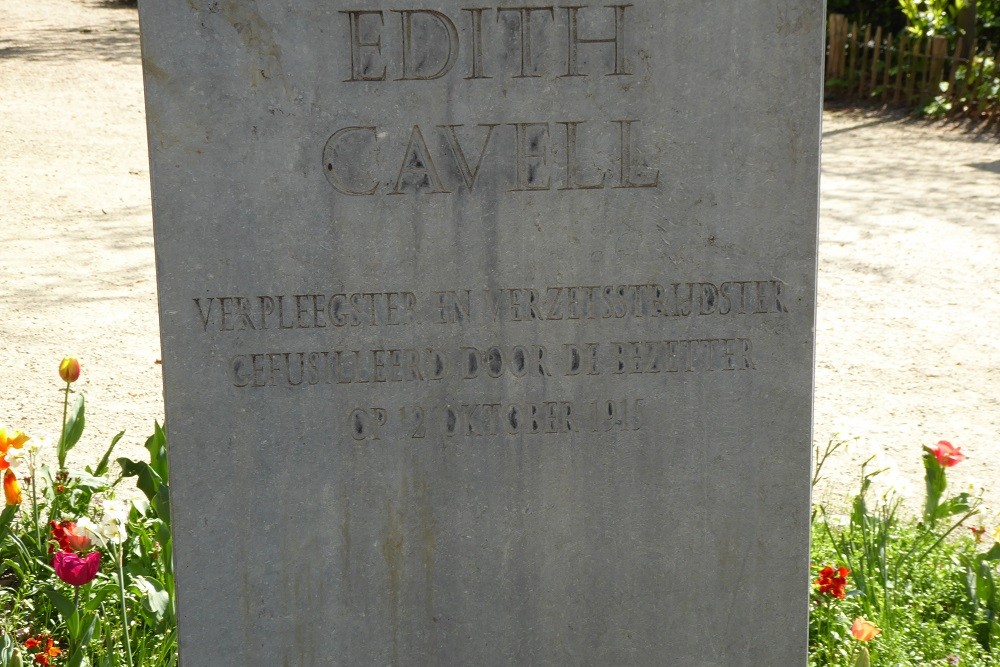 EDITH
CAVELL
VERPLEEGSTER EN VERZETSSTRIJDSTER
GEFUSILLEERD DOOR DE BEZETTER
OP 12 OKTOBER 1915